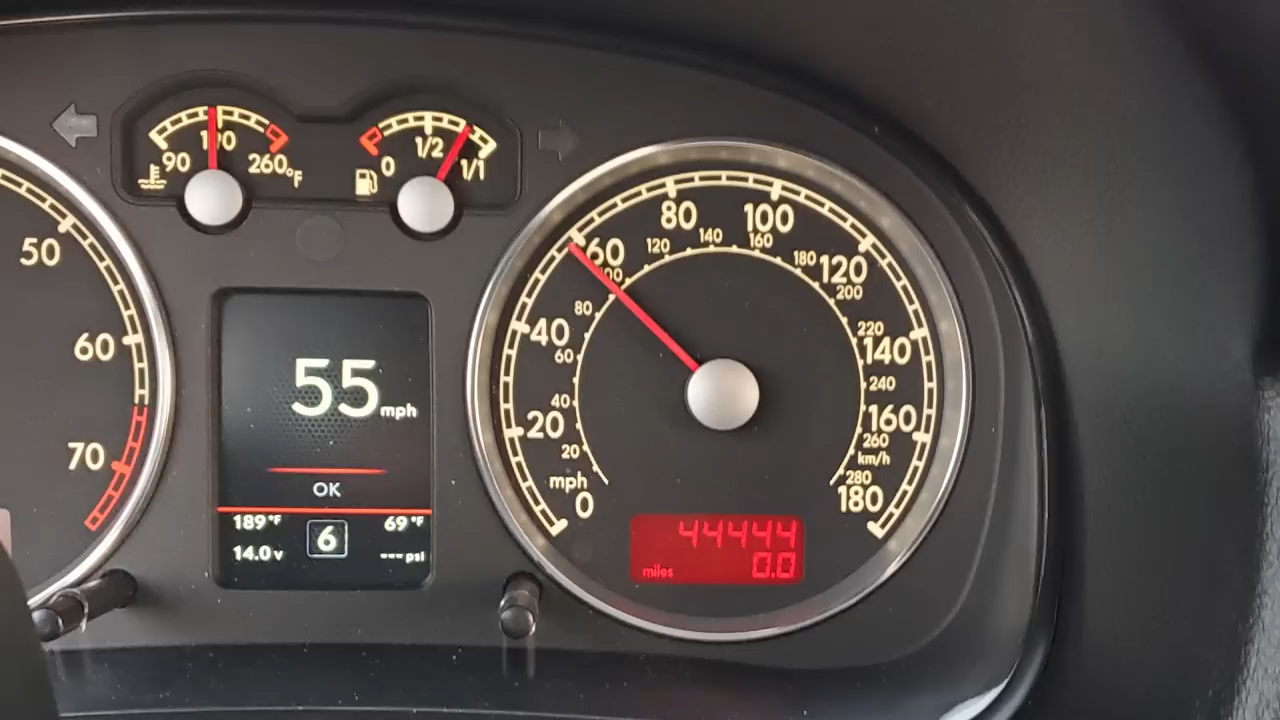 90 190 260°F
0 1/2 1/1
50
60
70
55 mph
OK
189°F 69°F
14.0 v 6 --- psi
mph
0 20 40 60 80 100 120 140 160 180
20 40 60 80 100 120 140 160 180 200 220 240 260 280
km/h
44444
miles 0.0